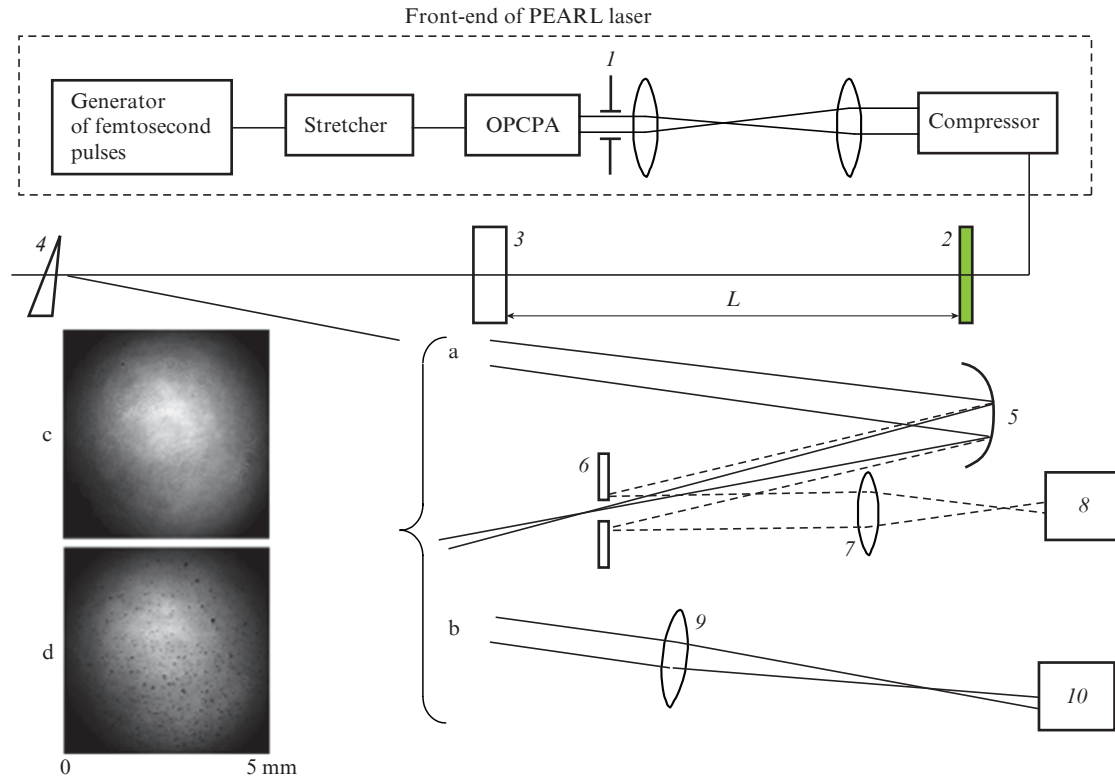 Front-end of PEARL laser
Generator
of femtosecond
pulses
Stretcher
OPCPA
1
Compressor
4
3
2
L
a
c
5
6
7
8
b
9
d
10
0 5 mm